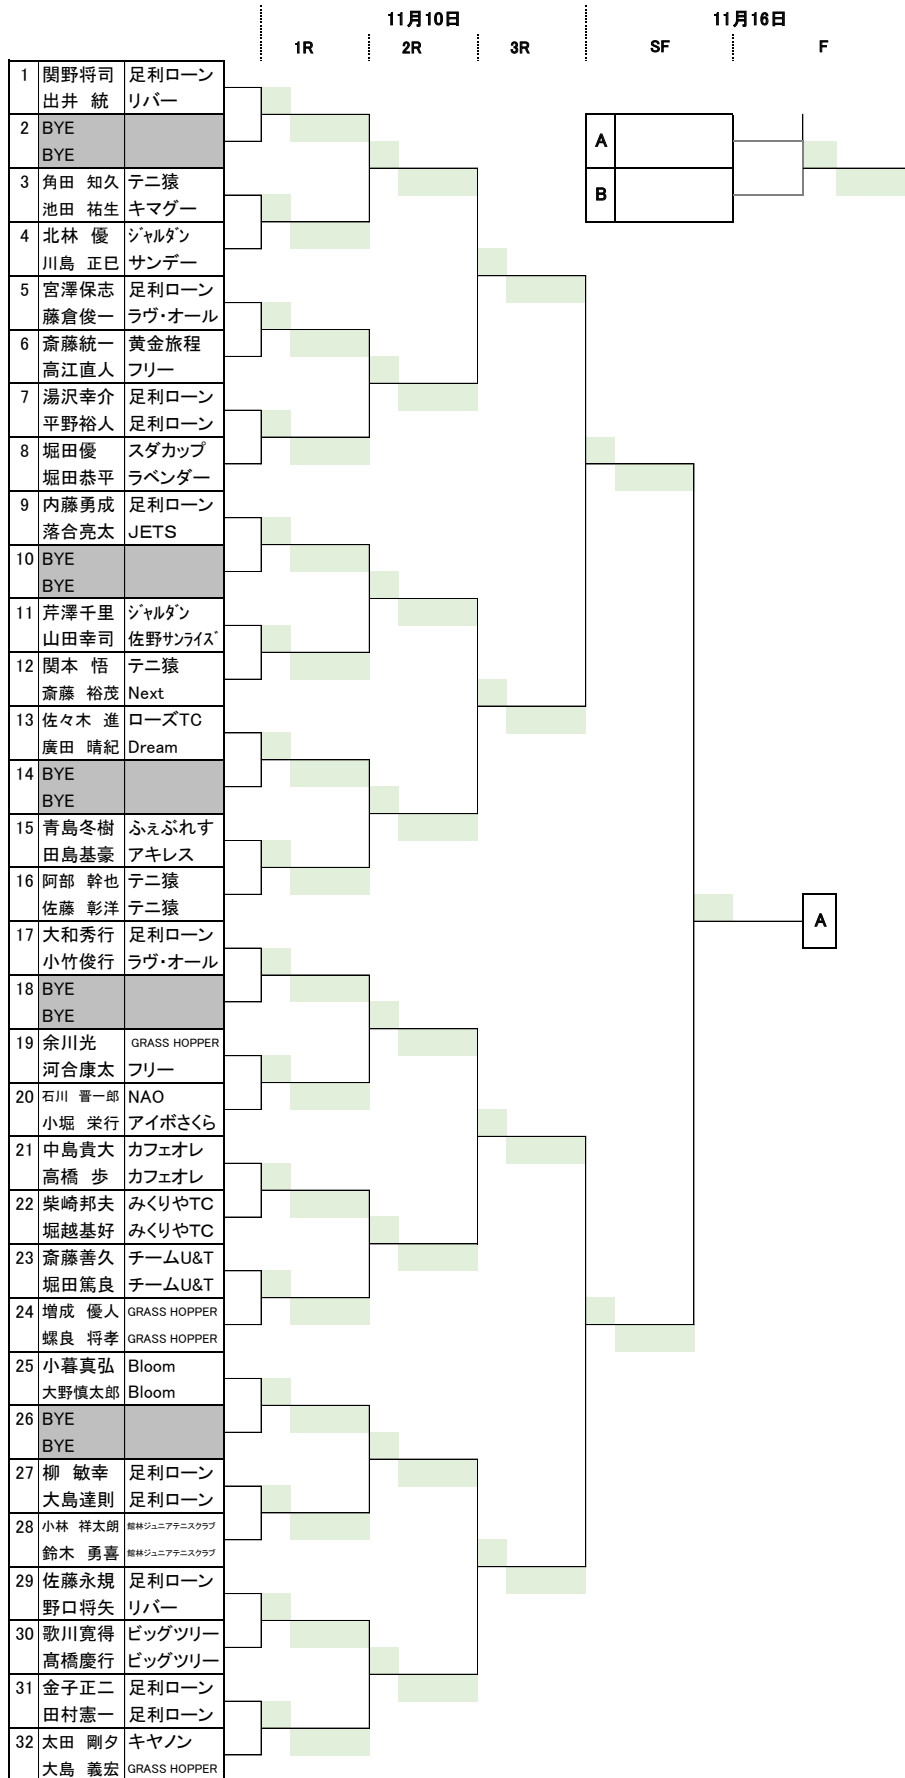 11月10日 11月16日
1R 2R 3R SF F
1 関野将司 足利ローン
出井 統 リバー
2 BYE
BYE
A
3 角田 知久 テニ猿
池田 祐生 キマグー
B
4 北林 優 ジャルダン
川島 正巳 サンデー
5 宮澤保志 足利ローン
藤倉俊一 ラヴ・オール
6 斎藤統一 黄金旅程
高江直人 フリー
7 湯沢幸介 足利ローン
平野裕人 足利ローン
8 堀田優 スダカップ
堀田恭平 ラベンダー
9 内藤勇成 足利ローン
落合亮太 JETS
10 BYE
BYE
11 芹澤千里 ジャルダン
山田幸司 佐野サンライズ
12 関本 悟 テニ猿
斎藤 裕茂 Next
13 佐々木 進 ローズTC
廣田 晴紀 Dream
14 BYE
BYE
15 青島冬樹 ふぇぶれす
田島基豪 アキレス
16 阿部 幹也 テニ猿
佐藤 彰洋 テニ猿
A
17 大和秀行 足利ローン
小竹俊行 ラヴ・オール
18 BYE
BYE
19 余川光 GRASS HOPPER
河合康太 フリー
20 石川 晋一郎 NAO
小堀 栄行 アイボさくら
21 中島貴大 カフェオレ
高橋 歩 カフェオレ
22 柴崎邦夫 みくりやTC
堀越基好 みくりやTC
23 斎藤善久 チームU&T
堀田篤良 チームU&T
24 増成 優人 GRASS HOPPER
螺良 将孝 GRASS HOPPER
25 小暮真弘 Bloom
大野慎太郎 Bloom
26 BYE
BYE
27 柳 敏幸 足利ローン
大島達則 足利ローン
28 小林 祥太朗 館林ジュニアテニスクラブ
鈴木 勇喜 館林ジュニアテニスクラブ
29 佐藤永規 足利ローン
野口将矢 リバー
30 歌川寛得 ビッグツリー
髙橋慶行 ビッグツリー
31 金子正二 足利ローン
田村憲一 足利ローン
32 太田 剛夕 キヤノン
大島 義宏 GRASS HOPPER